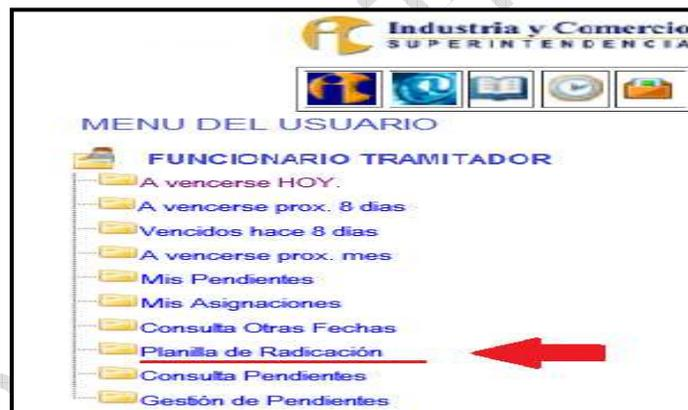 Industria y Comercio
SUPERINTENDENCIA
MENU DEL USUARIO
FUNCIONARIO TRAMITADOR
A vencerse HOY.
A vencerse prox. 8 dias
Vencidos hace 8 dias
A vencerse prox. mes
Mis Pendientes
Mis Asignaciones
Consulta Otras Fechas
Planilla de Radicación
Consulta Pendientes
Gestión de Pendientes